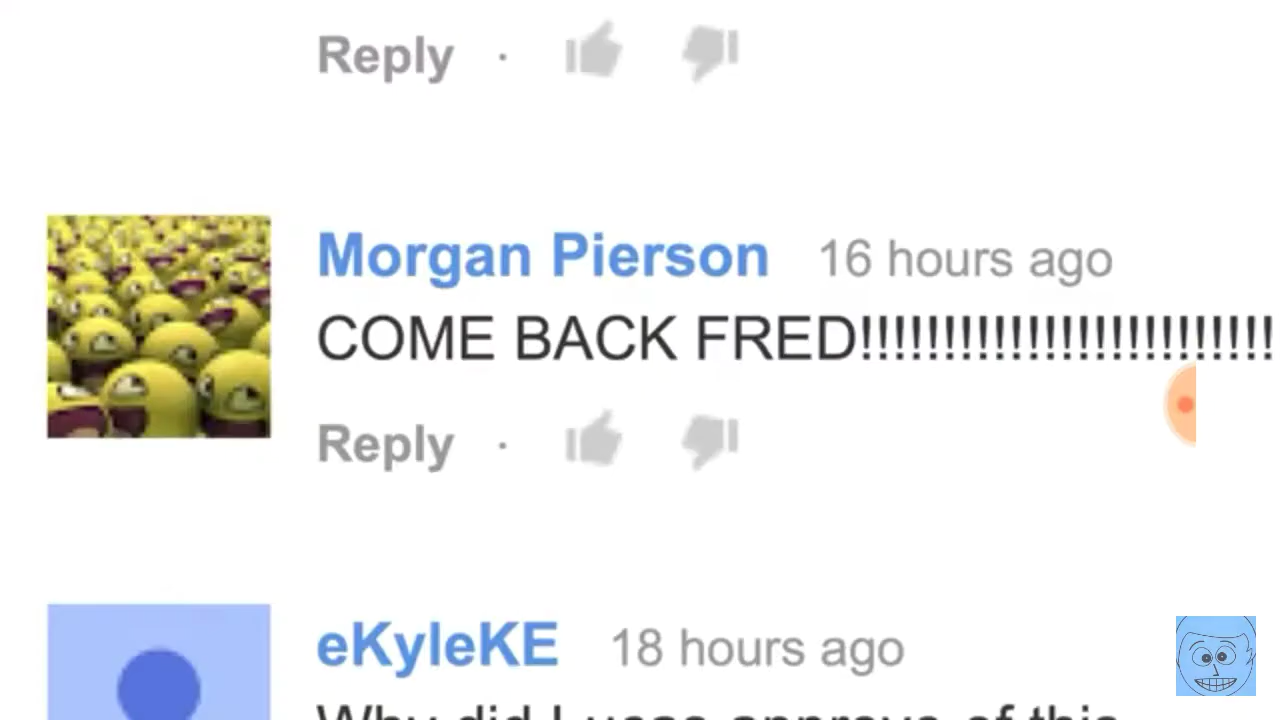 Reply ·
Morgan Pierson 16 hours ago
COME BACK FRED!!!!!!!!!!!!!!!!!!!!!!!!!
Reply ·
eKyleKE 18 hours ago
Why did Lucas approve of this